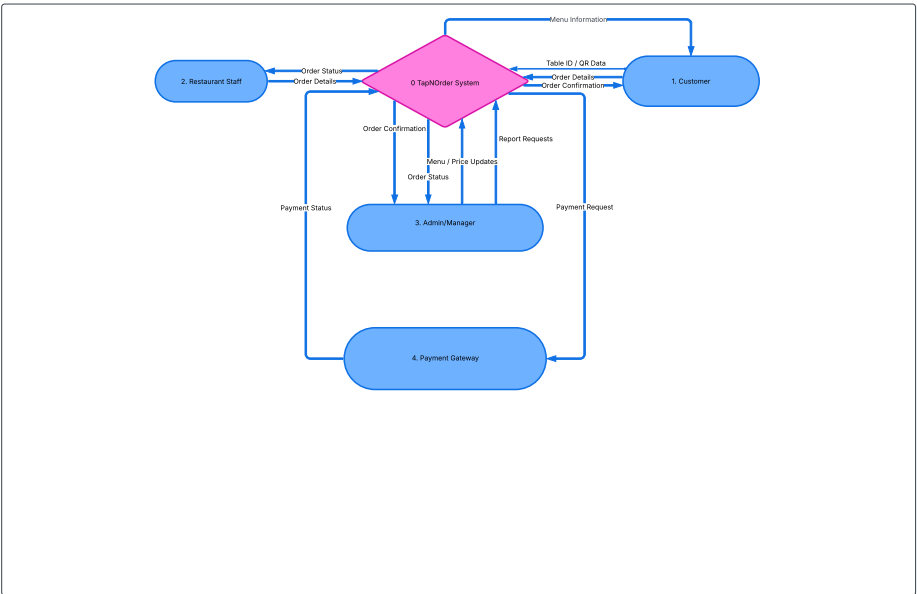 Menu Information
Table ID / QR Data
Order Status
Order Details
2. Restaurant Staff
0 TapNOrder System
Order Details
Order Confirmation
1. Customer
Order Confirmation
Report Requests
Menu / Price Updates
Order Status
Payment Status
Payment Request
3. Admin/Manager
4. Payment Gateway